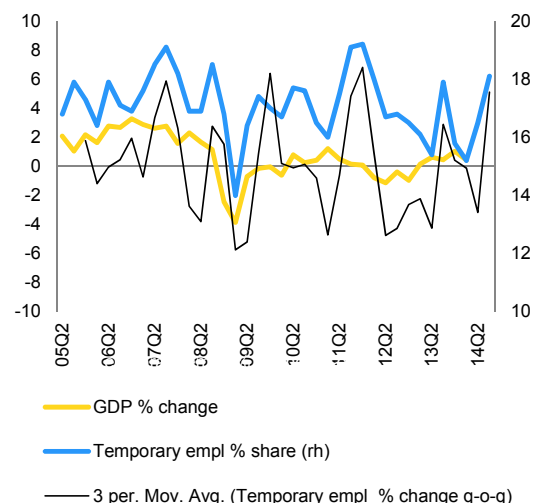 10
8
6
4
2
0
-2
-4
-6
-8
-10
20
18
16
14
12
10
05Q2
06Q2
07Q2
08Q2
09Q2
10Q2
11Q2
12Q2
13Q2
14Q2
GDP % change
Temporary empl % share (rh)
3 per. Mov. Avg. (Temporary empl % change q-o-q)